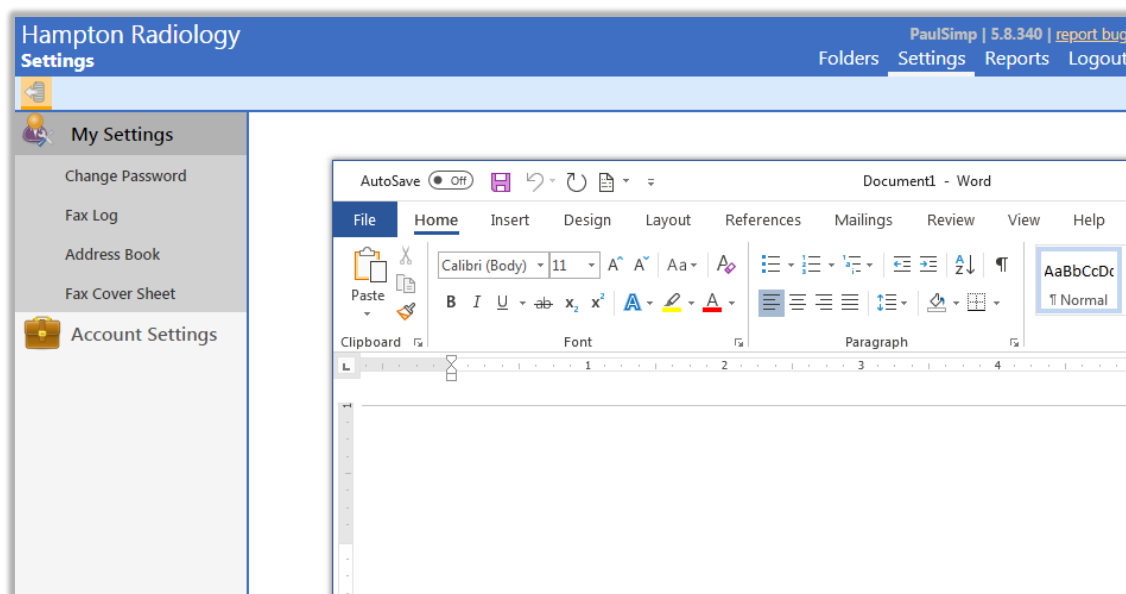 Hampton Radiology
PaulSimp | 5.8.340 | report bug
Settings
Folders Settings Reports Logout
My Settings
Change Password
Fax Log
Address Book
Fax Cover Sheet
Account Settings
AutoSave Off
Document1 - Word
File Home Insert Design Layout References Mailings Review View Help
Paste
Calibri (Body) 11 A A Aa A
B I U ab x₂ x² A A
A Z ¶
AaBbCcDc
¶ Normal
Clipboard Font Paragraph
L 1 2 3 4
1